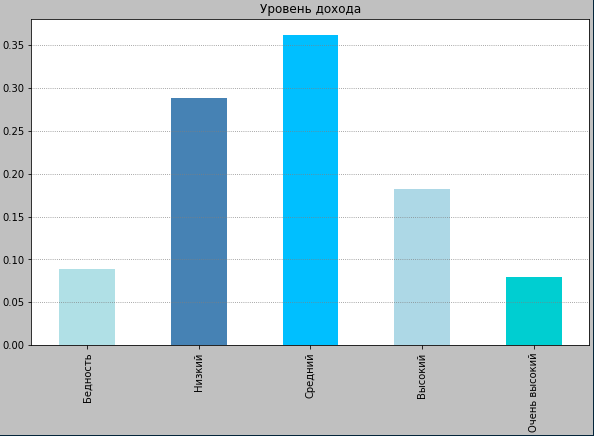 Уровень дохода
0.35
0.30
0.25
0.20
0.15
0.10
0.05
0.00
Бедность
Низкий
Средний
Высокий
Очень высокий